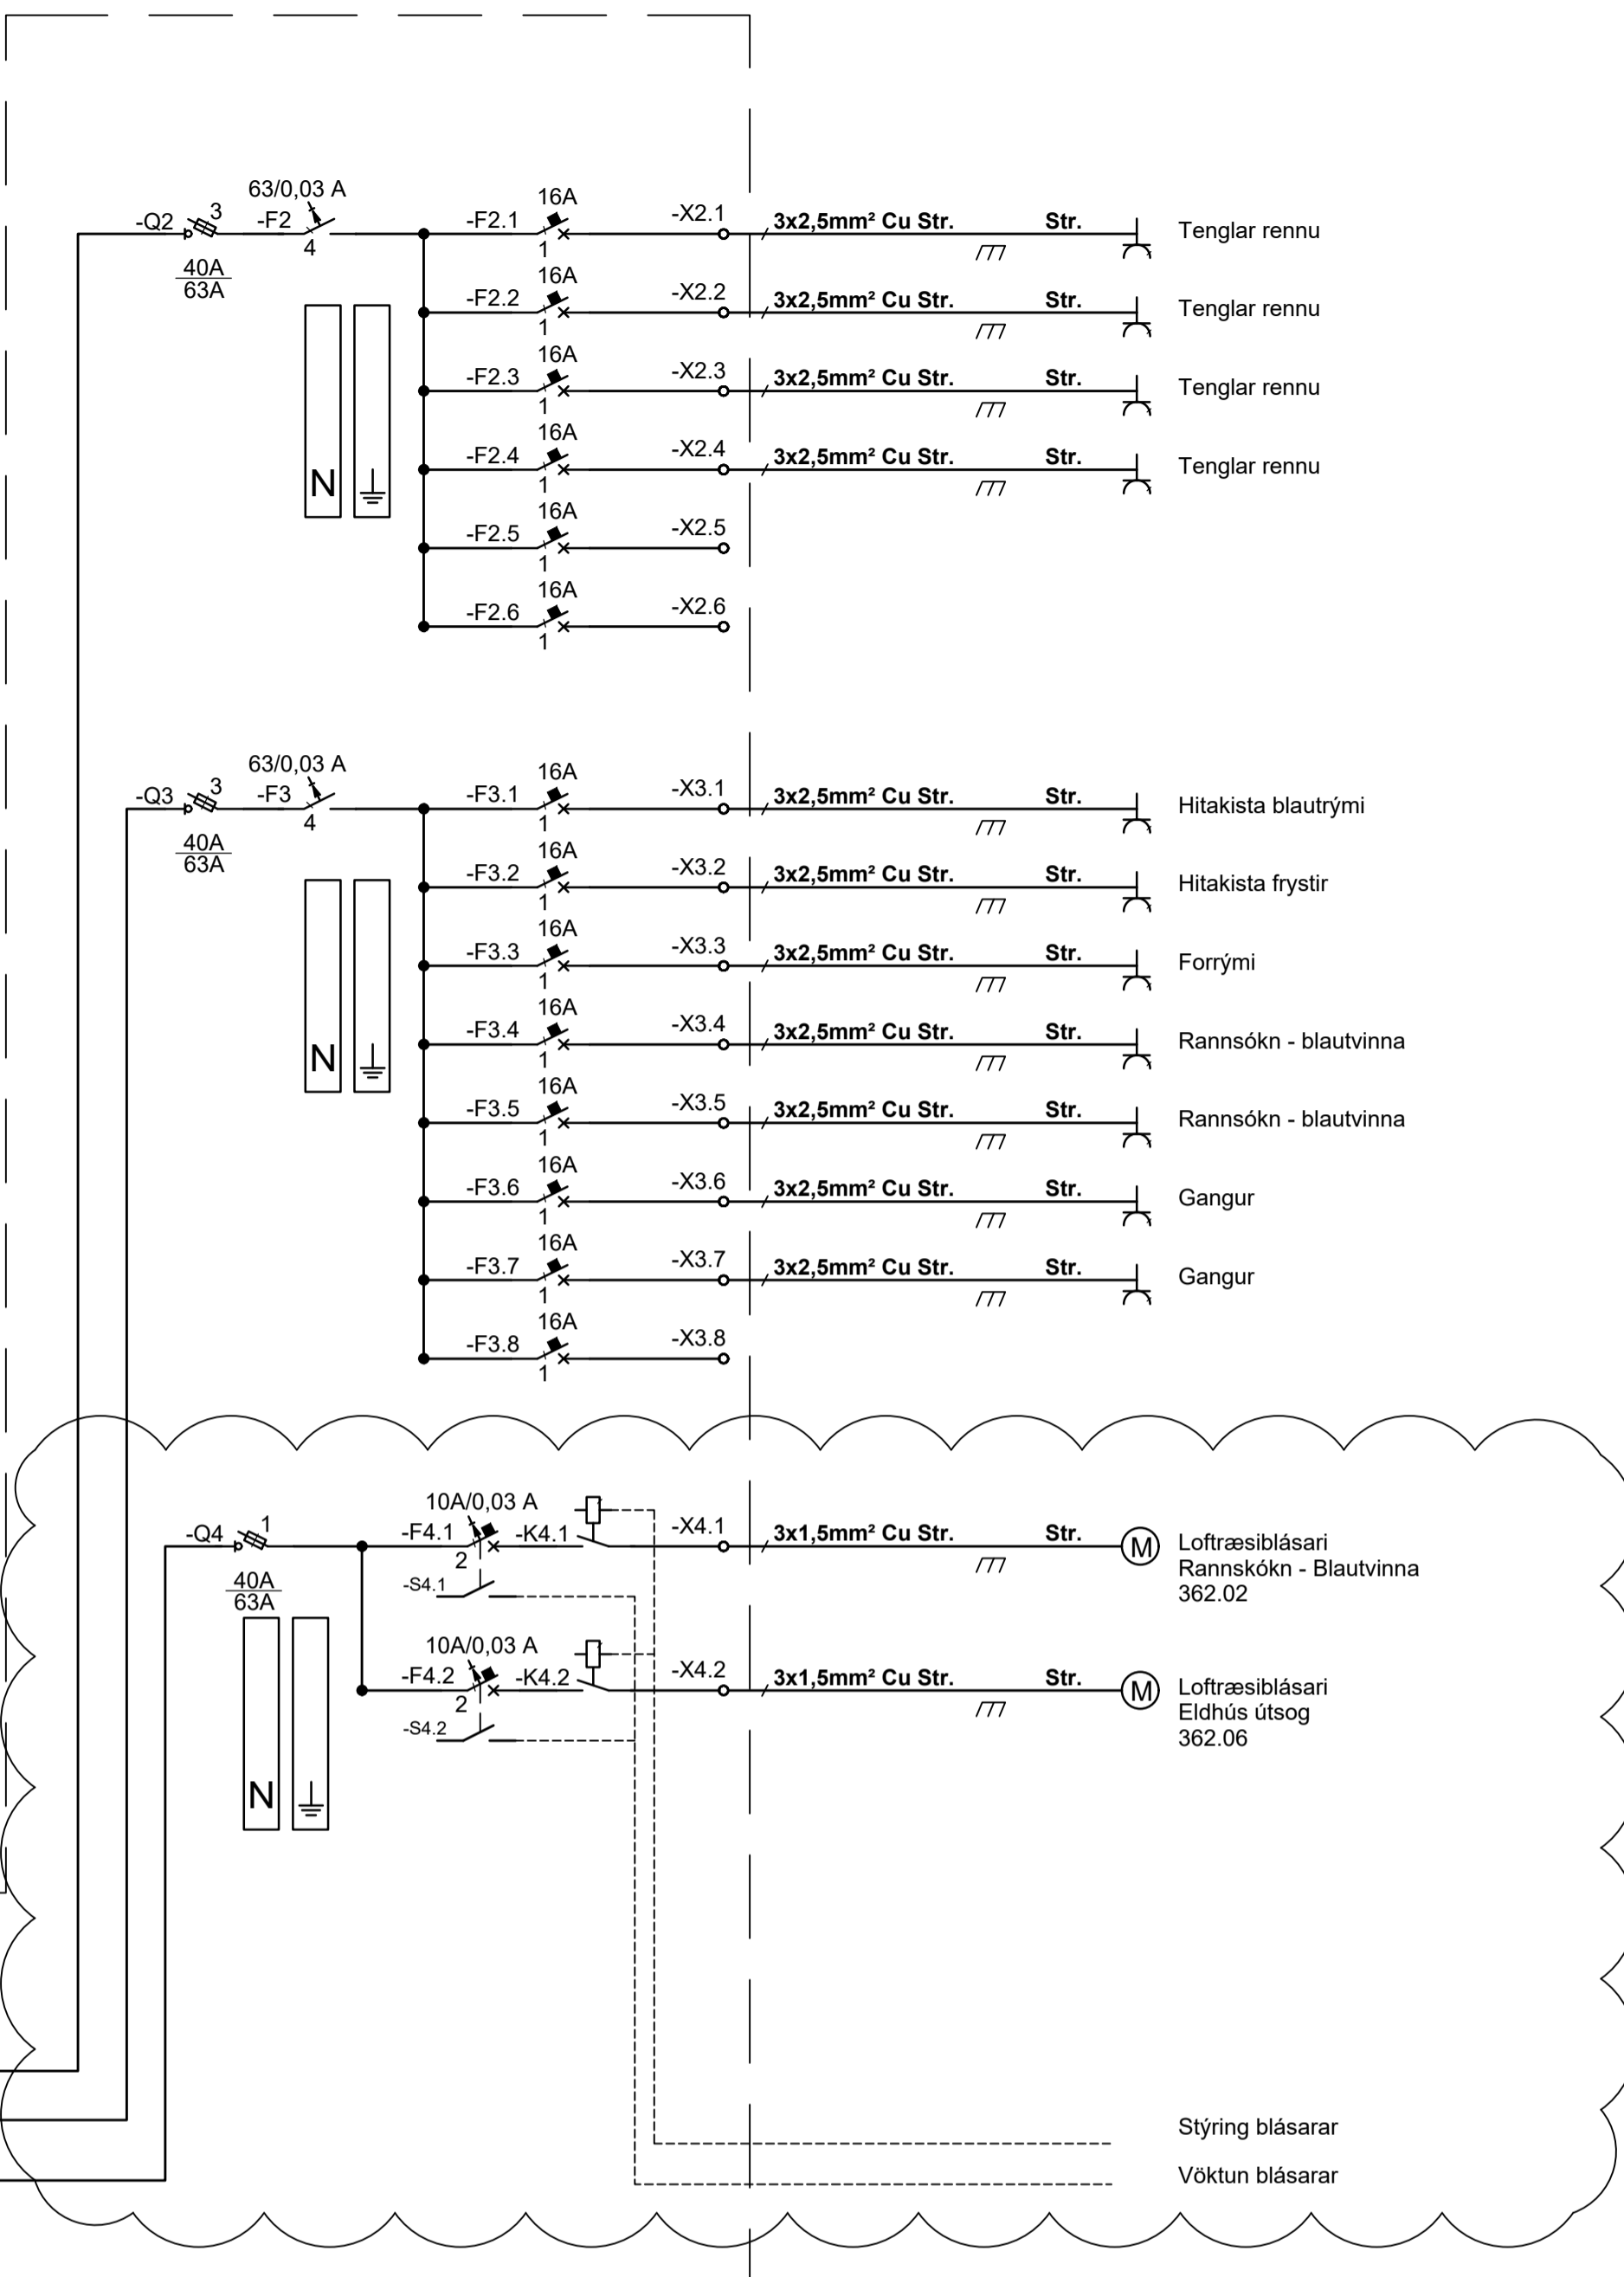 63/0,03 A
-Q2 3 -F2 4
40A
63A
N
16A
-F2.1 1 -X2.1 3x2,5mm² Cu Str. Str. Tenglar rennu
16A
-F2.2 1 -X2.2 3x2,5mm² Cu Str. Str. Tenglar rennu
16A
-F2.3 1 -X2.3 3x2,5mm² Cu Str. Str. Tenglar rennu
16A
-F2.4 1 -X2.4 3x2,5mm² Cu Str. Str. Tenglar rennu
16A
-F2.5 1 -X2.5
16A
-F2.6 1 -X2.6
63/0,03 A
-Q3 3 -F3 4
40A
63A
N
16A
-F3.1 1 -X3.1 3x2,5mm² Cu Str. Str. Hitakista blautrými
16A
-F3.2 1 -X3.2 3x2,5mm² Cu Str. Str. Hitakista frystir
16A
-F3.3 1 -X3.3 3x2,5mm² Cu Str. Str. Forrými
16A
-F3.4 1 -X3.4 3x2,5mm² Cu Str. Str. Rannsókn - blautvinna
16A
-F3.5 1 -X3.5 3x2,5mm² Cu Str. Str. Rannsókn - blautvinna
16A
-F3.6 1 -X3.6 3x2,5mm² Cu Str. Str. Gangur
16A
-F3.7 1 -X3.7 3x2,5mm² Cu Str. Str. Gangur
16A
-F3.8 1 -X3.8
-Q4 1
40A
63A
N
10A/0,03 A
-F4.1 2 -K4.1 -X4.1 3x1,5mm² Cu Str. Str. M Loftræsiblásari
Rannskókn - Blautvinna
362.02
-S4.1
10A/0,03 A
-F4.2 2 -K4.2 -X4.2 3x1,5mm² Cu Str. Str. M Loftræsiblásari
Eldhús útsog
362.06
-S4.2
Stýring blásarar
Vöktun blásarar